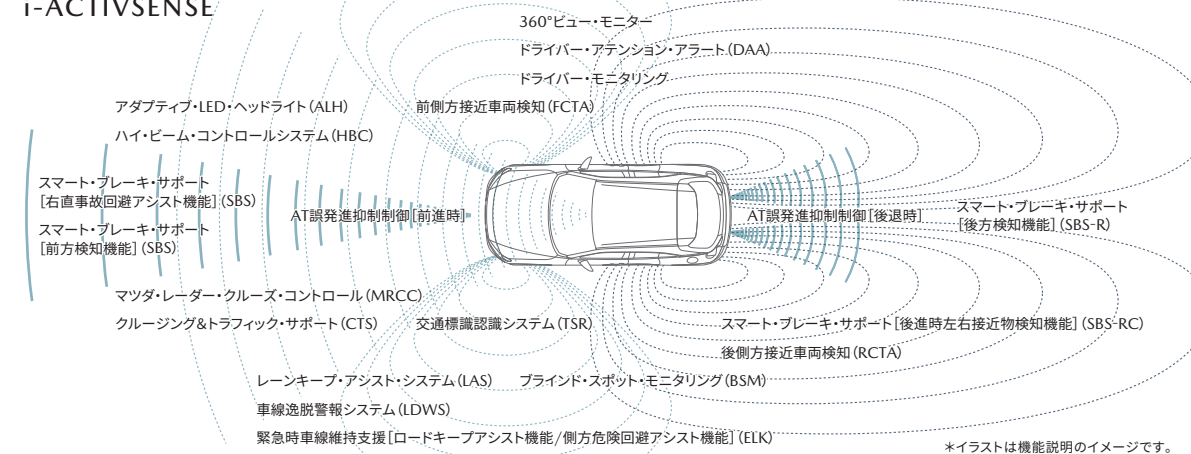 i-ACTIVSENSE
360°ビュー・モニター
ドライバー・アテンション・アラート(DAA)
ドライバー・モニタリング
アダプティブ・LED・ヘッドライト(ALH)
前側方接近車両検知(FCTA)
ハイ・ビーム・コントロールシステム(HBC)
スマート・ブレーキ・サポート
[右直事故回避アシスト機能](SBS)
スマート・ブレーキ・サポート
[前方検知機能](SBS)
AT誤発進抑制制御[前進時]
AT誤発進抑制制御[後退時]
スマート・ブレーキ・サポート
[後方検知機能](SBS-R)
マツダ・レーダー・クルーズ・コントロール(MRCC)
クルージング&トラフィック・サポート(CTS)
交通標識認識システム(TSR)
スマート・ブレーキ・サポート[後進時左右接近物検知機能](SBS-RC)
後側方接近車両検知(RCTA)
レーンキープ・アシスト・システム(LAS)
ブラインド・スポット・モニタリング(BSM)
車線逸脱警報システム(LDWS)
緊急時車線維持支援[ロードキープアシスト機能/側方危険回避アシスト機能](ELK)
*イラストは機能説明のイメージです。